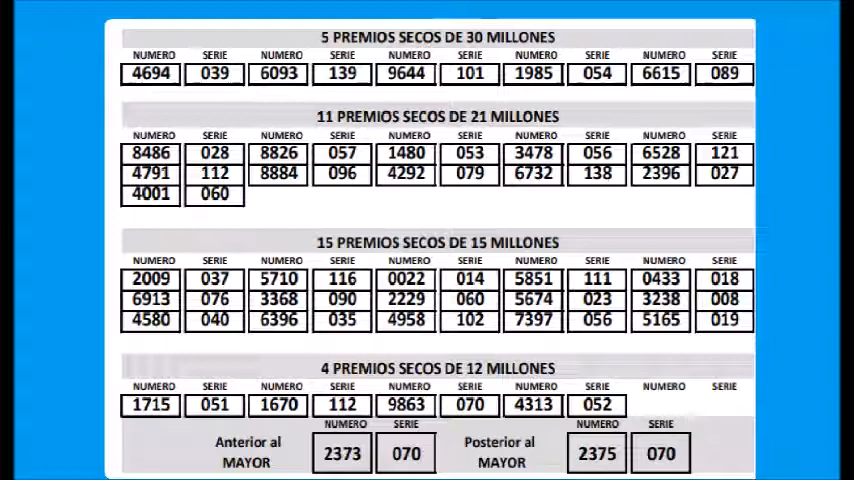 5 PREMIOS SECOS DE 30 MILLONES
NUMERO SERIE NUMERO SERIE NUMERO SERIE NUMERO SERIE NUMERO SERIE
4694 039 6093 139 9644 101 1985 054 6615 089
11 PREMIOS SECOS DE 21 MILLONES
NUMERO SERIE NUMERO SERIE NUMERO SERIE NUMERO SERIE NUMERO SERIE
8486 028 8826 057 1480 053 3478 056 6528 121
4791 112 8884 096 4292 079 6732 138 2396 027
4001 060
15 PREMIOS SECOS DE 15 MILLONES
NUMERO SERIE NUMERO SERIE NUMERO SERIE NUMERO SERIE NUMERO SERIE
2009 037 5710 116 0022 014 5851 111 0433 018
6913 076 3368 090 2229 060 5674 023 3238 008
4580 040 6396 035 4958 102 7397 056 5165 019
4 PREMIOS SECOS DE 12 MILLONES
NUMERO SERIE NUMERO SERIE NUMERO SERIE NUMERO SERIE NUMERO SERIE
1715 051 1670 112 9863 070 4313 052
NUMERO SERIE NUMERO SERIE
Anterior al MAYOR 2373 070 Posterior al MAYOR 2375 070